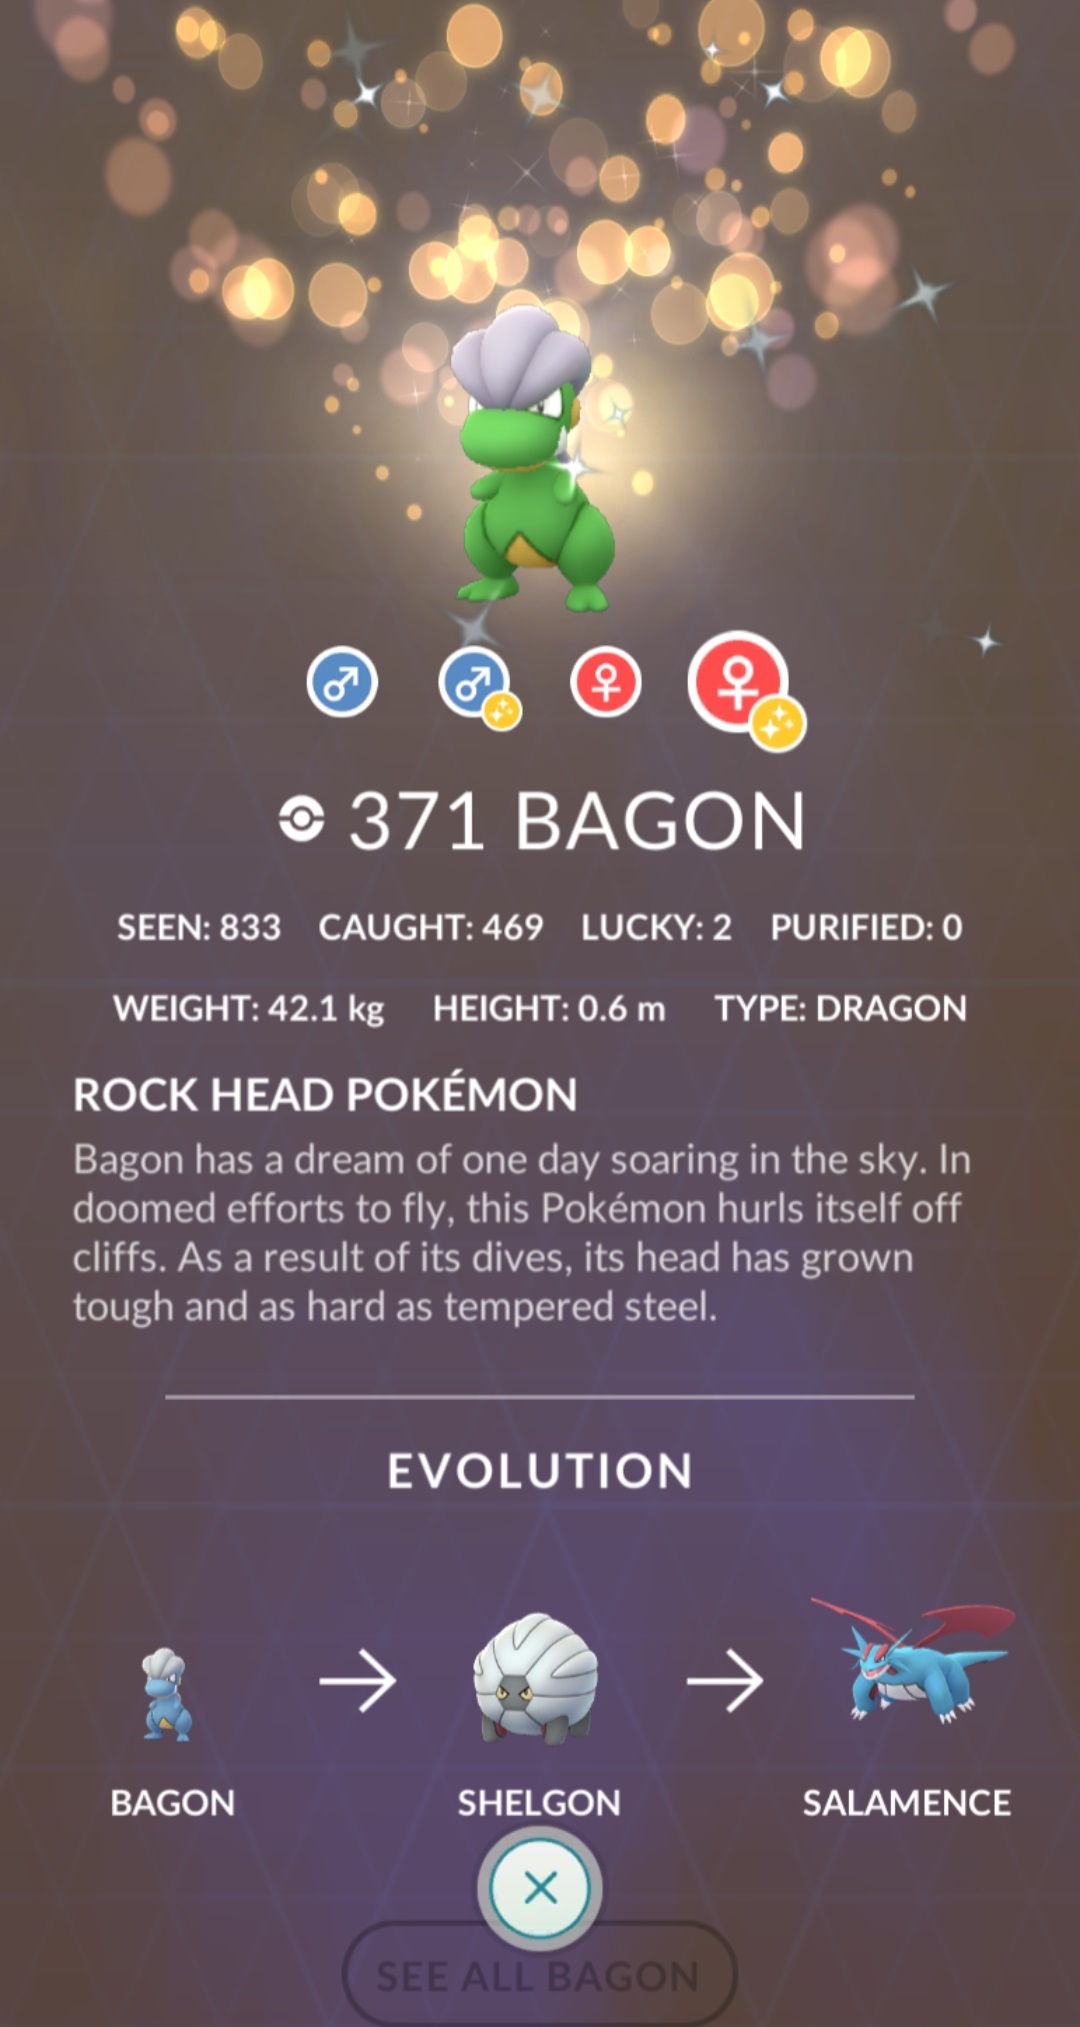 371 BAGON
SEEN: 833 CAUGHT: 469 LUCKY: 2 PURIFIED: 0
WEIGHT: 42.1 kg HEIGHT: 0.6 m TYPE: DRAGON
ROCK HEAD POKÉMON
Bagon has a dream of one day soaring in the sky. In
doomed efforts to fly, this Pokémon hurls itself off
cliffs. As a result of its dives, its head has grown
tough and as hard as tempered steel.
EVOLUTION
BAGON SHELGON SALAMENCE
SEE ALL BAGON